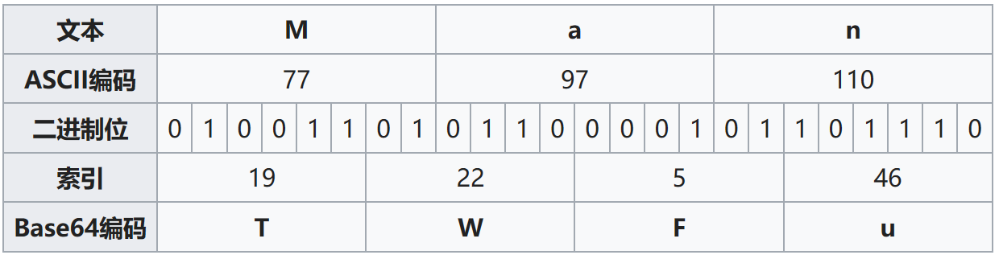 文本 M a n
ASCII编码 77 97 110
二进制位 0 1 0 0 1 1 0 1 0 1 1 0 0 0 0 1 0 1 1 0 1 1 1 0
索引 19 22 5 46
Base64编码 T W F u